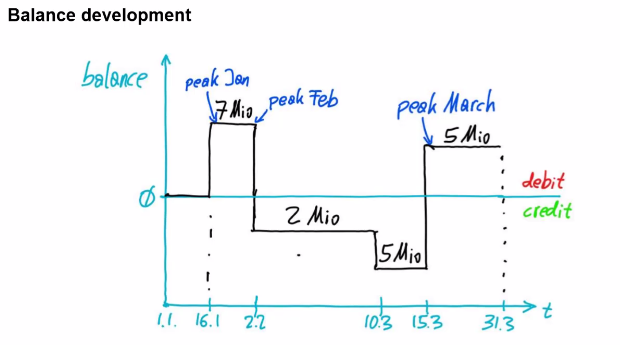 Balance development
balance
peak Jan
7 Mio
peak Feb
peak March
5 Mio
debit
Ø
credit
2 Mio
5 Mio
t
1.1. 16.1 2.2 10.3 15.3 31.3